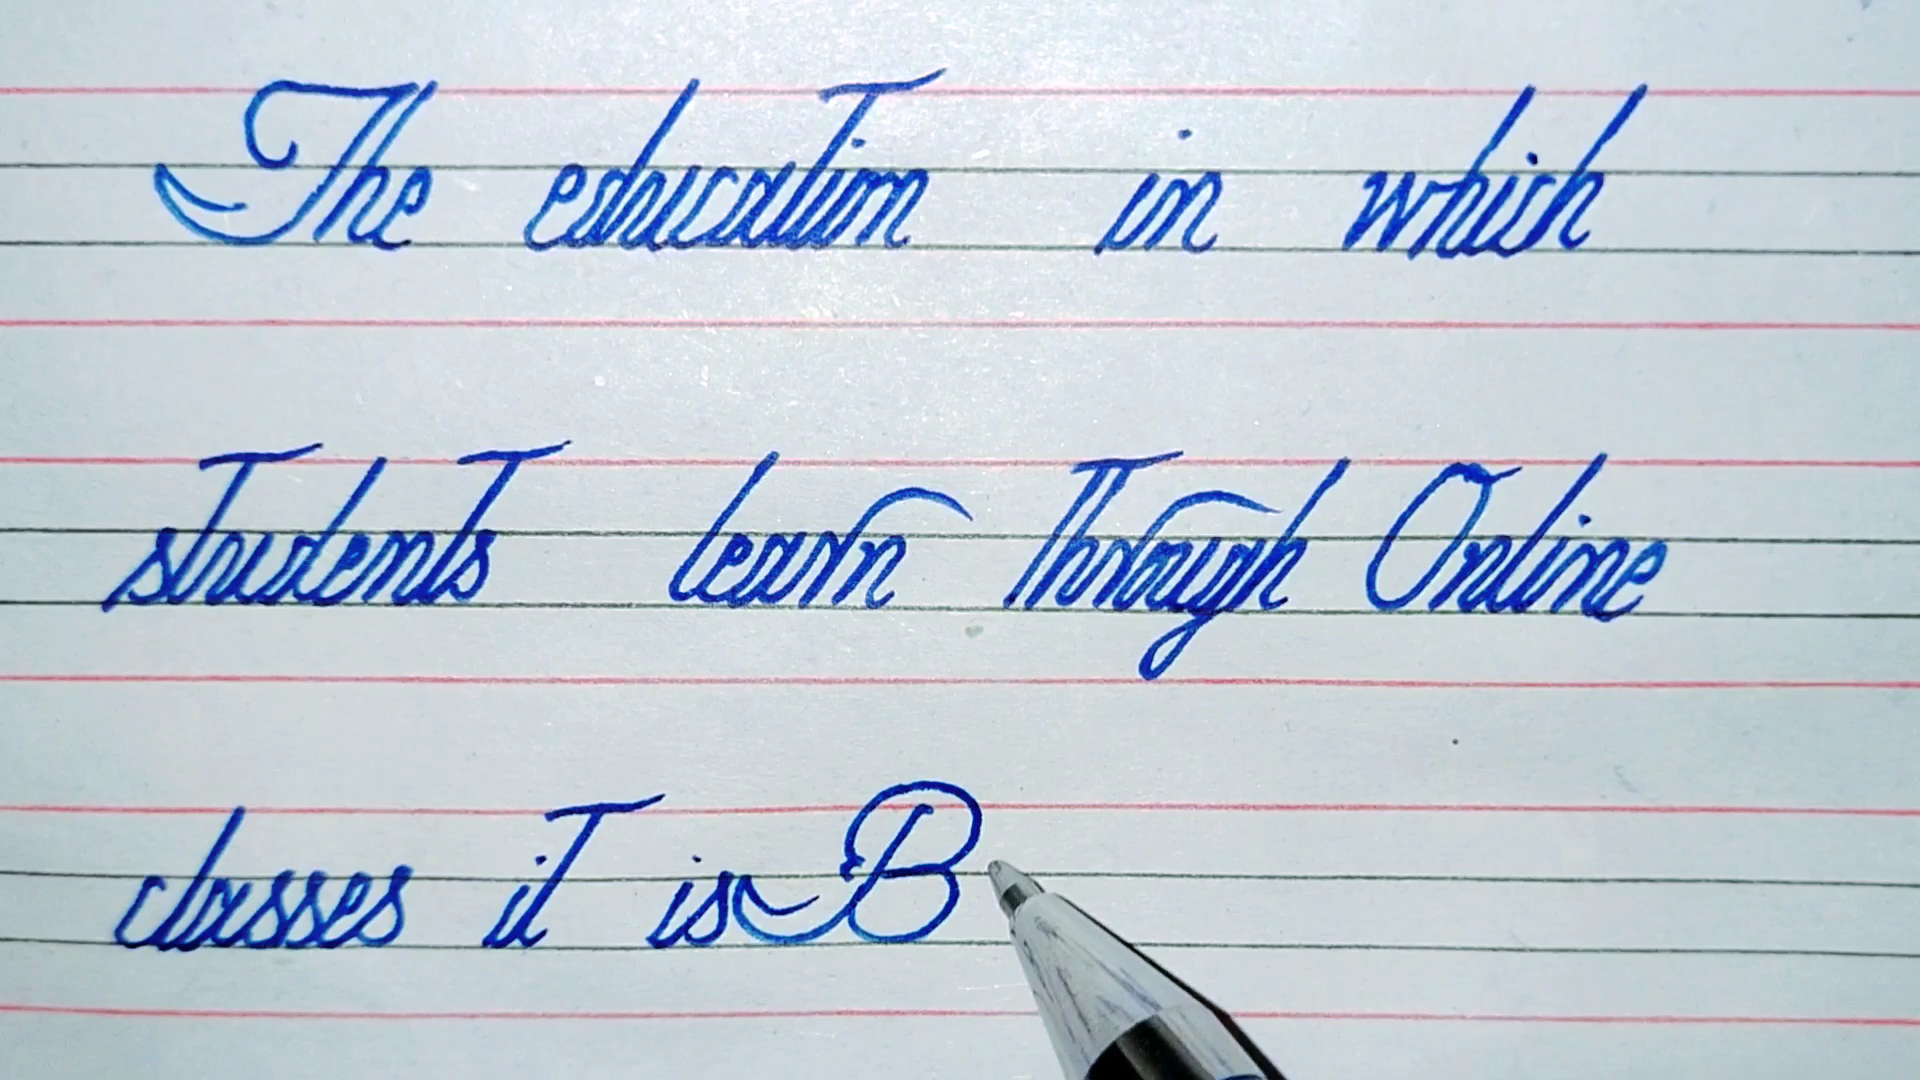 The education in which
students learn through Online
classes it is B